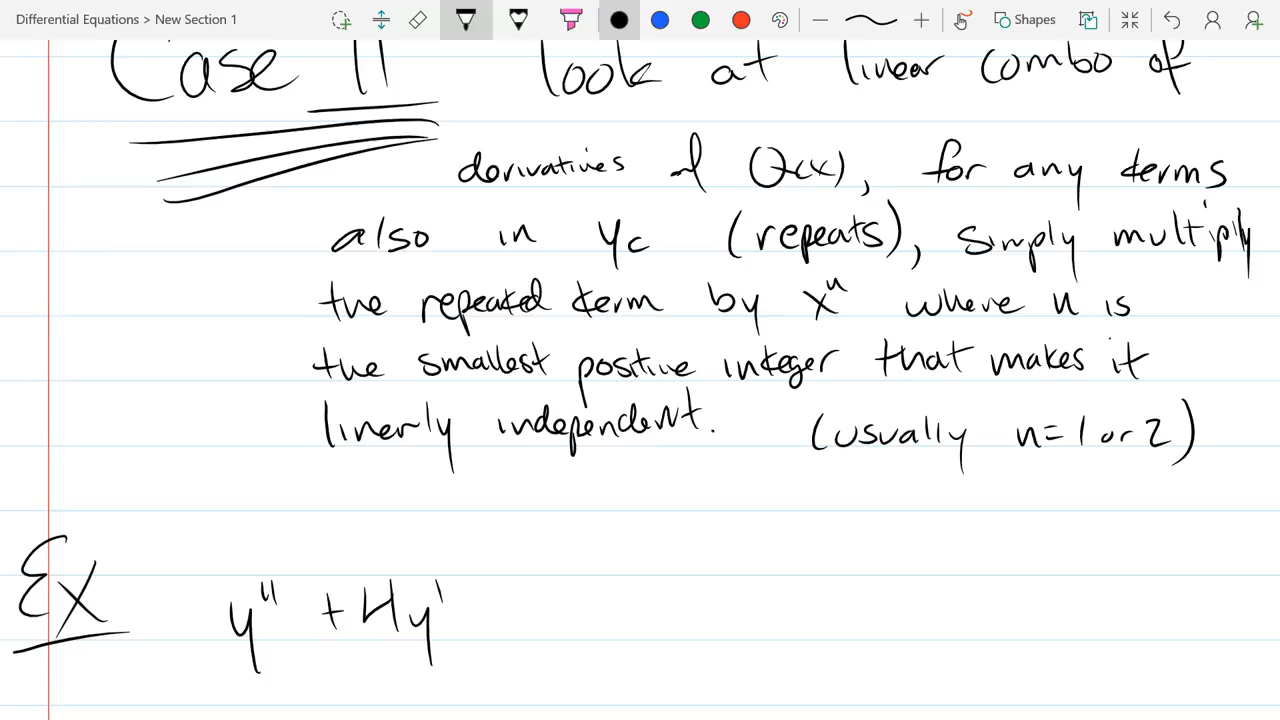 Differential Equations > New Section 1
Shapes
Case II look at linear combo of
derivatives of Q(x), for any terms
also in yc (repeats), simply multiply
the repeated term by xⁿ where n is
the smallest positive integer that makes it
linerly independent. (usually n=1 or 2)
Ex y'' + 4y'